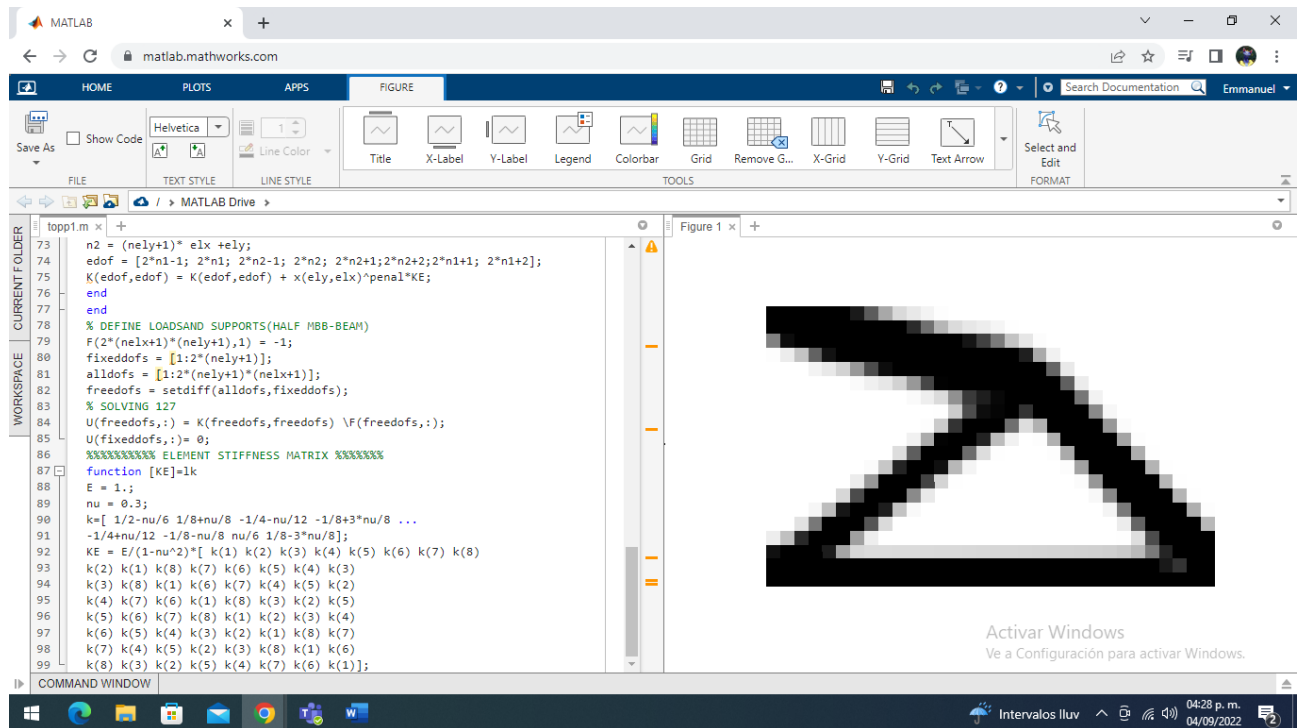 MATLAB
matlab.mathworks.com
HOME PLOTS APPS FIGURE Search Documentation Emmanuel
Save As Show Code Helvetica 1 Line Color Title X-Label Y-Label Legend Colorbar Grid Remove G... X-Grid Y-Grid Text Arrow Select and Edit
FILE TEXT STYLE LINE STYLE TOOLS FORMAT
/ > MATLAB Drive >
CURRENT FOLDER
WORKSPACE
topp1.m × +
Figure 1 × +
73 n2 = (nely+1)* elx +ely;
74 edof = [2*n1-1; 2*n1; 2*n2-1; 2*n2; 2*n2+1;2*n2+2;2*n1+1; 2*n1+2];
75 K(edof,edof) = K(edof,edof) + x(ely,elx)^penal*KE;
76 end
77 end
78 % DEFINE LOADSAND SUPPORTS(HALF MBB-BEAM)
79 F(2*(nelx+1)*(nely+1),1) = -1;
80 fixeddofs = [1:2*(nely+1)];
81 alldofs = [1:2*(nely+1)*(nelx+1)];
82 freedofs = setdiff(alldofs,fixeddofs);
83 % SOLVING 127
84 U(freedofs,:) = K(freedofs,freedofs) \F(freedofs,:);
85 U(fixeddofs,:)= 0;
86 %%%%%%%%%% ELEMENT STIFFNESS MATRIX %%%%%%%
87 function [KE]=lk
88 E = 1.;
89 nu = 0.3;
90 k=[ 1/2-nu/6 1/8+nu/8 -1/4-nu/12 -1/8+3*nu/8 ...
91 -1/4+nu/12 -1/8-nu/8 nu/6 1/8-3*nu/8];
92 KE = E/(1-nu^2)*[ k(1) k(2) k(3) k(4) k(5) k(6) k(7) k(8)
93 k(2) k(1) k(8) k(7) k(6) k(5) k(4) k(3)
94 k(3) k(8) k(1) k(6) k(7) k(4) k(5) k(2)
95 k(4) k(7) k(6) k(1) k(8) k(3) k(2) k(5)
96 k(5) k(6) k(7) k(8) k(1) k(2) k(3) k(4)
97 k(6) k(5) k(4) k(3) k(2) k(1) k(8) k(7)
98 k(7) k(4) k(5) k(2) k(3) k(8) k(1) k(6)
99 k(8) k(3) k(2) k(5) k(4) k(7) k(6) k(1)];
Activar Windows
Ve a Configuración para activar Windows.
COMMAND WINDOW
Intervalos lluv
04:28 p. m.
04/09/2022
2